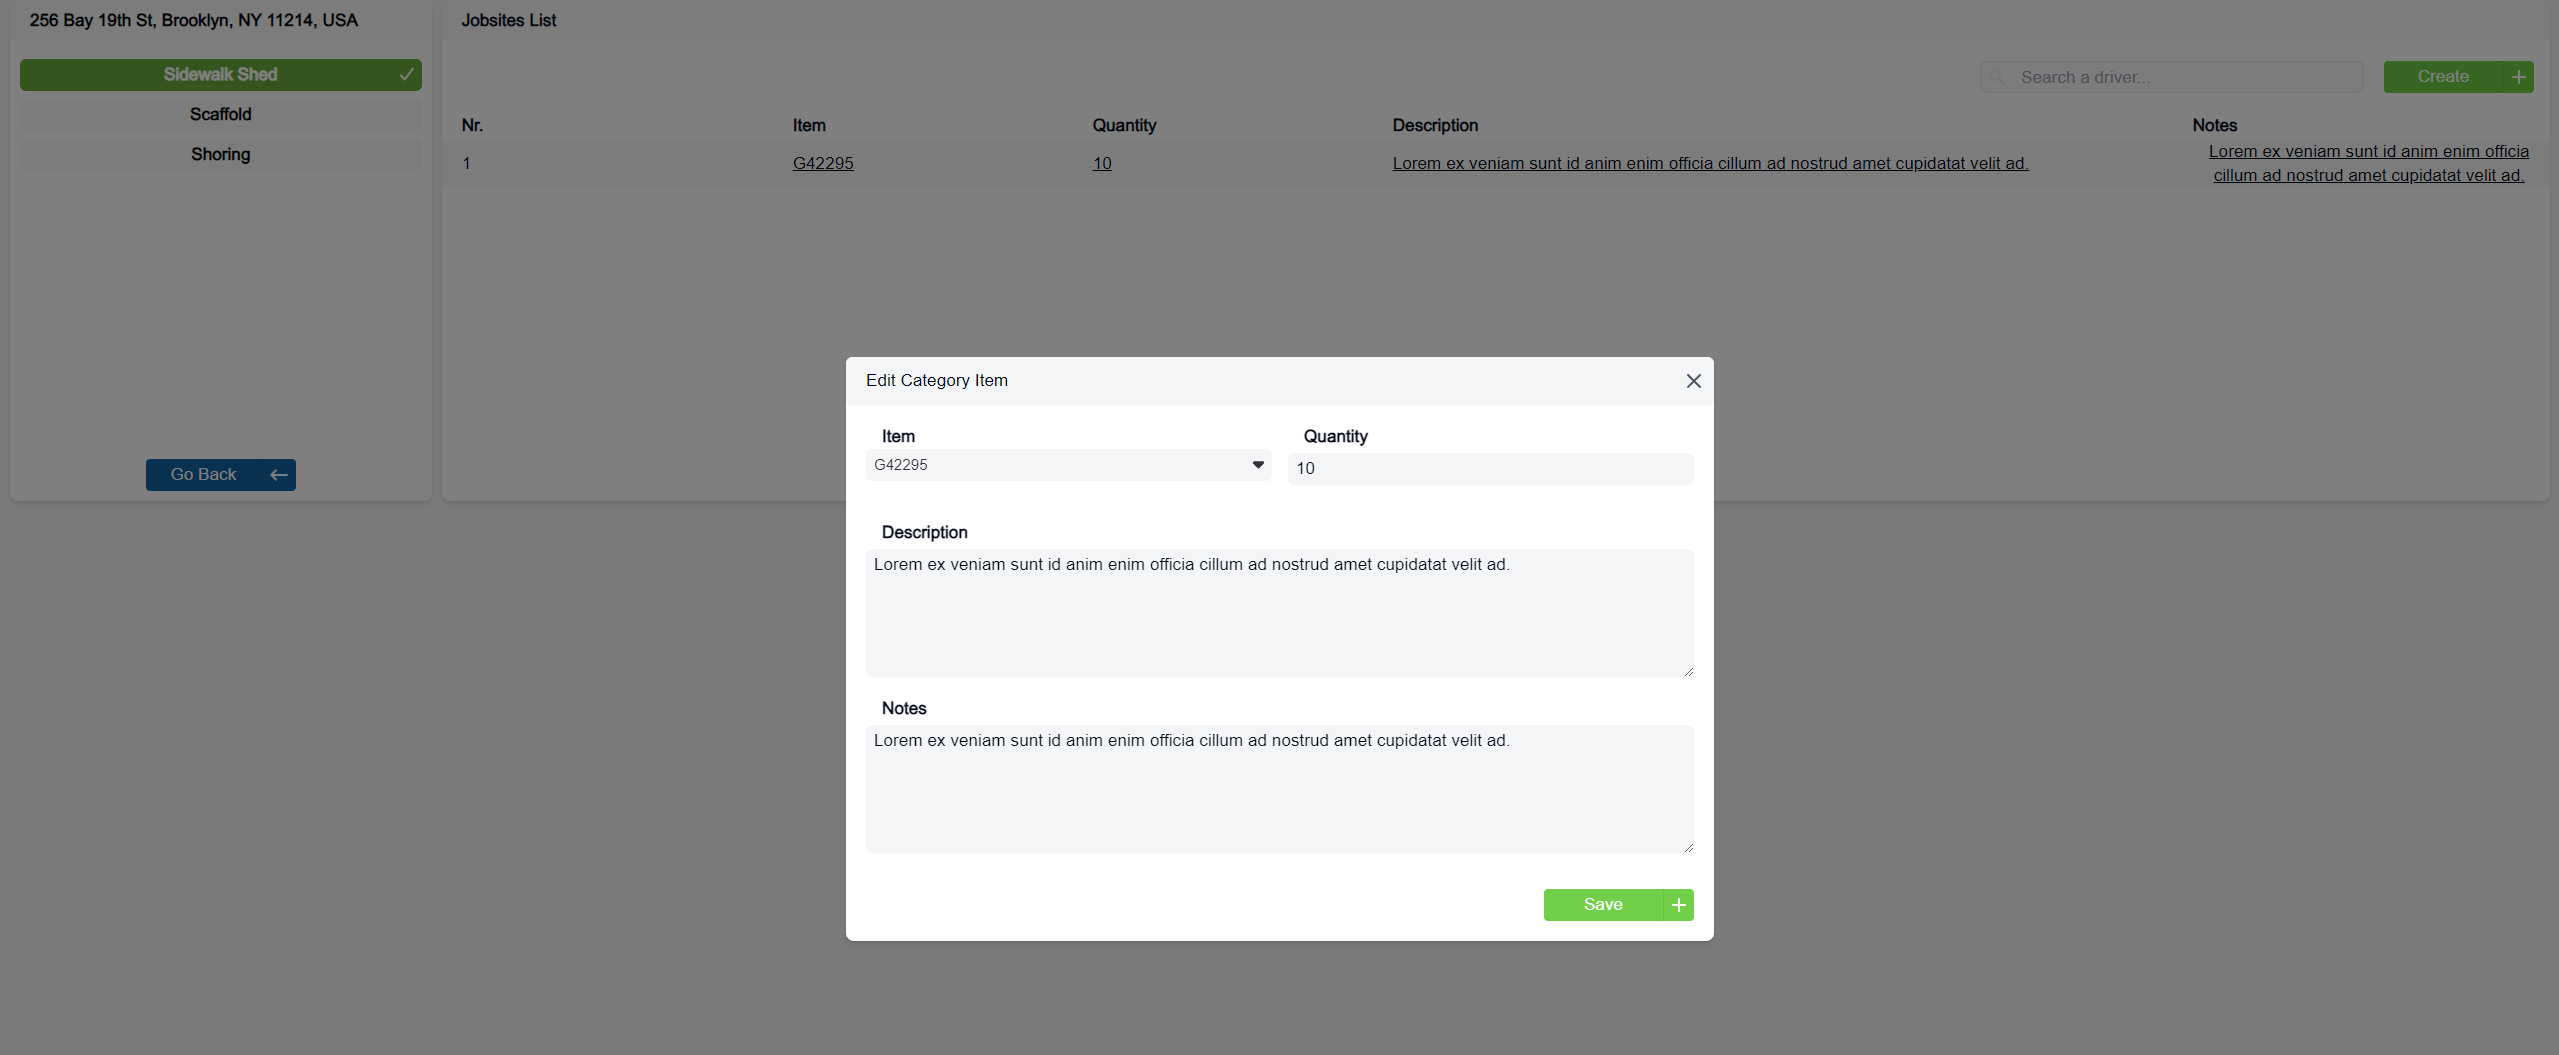 256 Bay 19th St, Brooklyn, NY 11214, USA
Sidewalk Shed
Scaffold
Shoring
Go Back
Jobsites List
Search a driver...
Create
Nr. Item Quantity Description Notes
1 G42295 10 Lorem ex veniam sunt id anim enim officia cillum ad nostrud amet cupidatat velit ad. Lorem ex veniam sunt id anim enim officia
cillum ad nostrud amet cupidatat velit ad.
Edit Category Item
Item Quantity
G42295 10
Description
Lorem ex veniam sunt id anim enim officia cillum ad nostrud amet cupidatat velit ad.
Notes
Lorem ex veniam sunt id anim enim officia cillum ad nostrud amet cupidatat velit ad.
Save